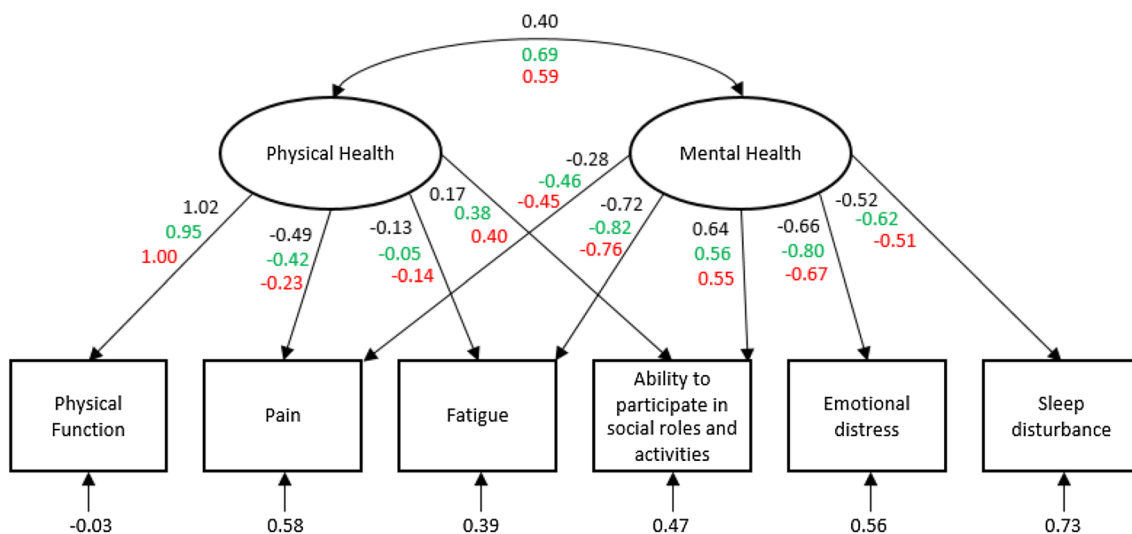 0.40
0.69
0.59
Physical Health
Mental Health
1.02
0.95
1.00
-0.49
-0.42
-0.23
-0.13
-0.05
-0.14
0.17
0.38
0.40
-0.28
-0.46
-0.45
-0.72
-0.82
-0.76
0.64
0.56
0.55
-0.66
-0.80
-0.67
-0.52
-0.62
-0.51
Physical
Function
Pain
Fatigue
Ability to
participate in
social roles and
activities
Emotional
distress
Sleep
disturbance
-0.03
0.58
0.39
0.47
0.56
0.73